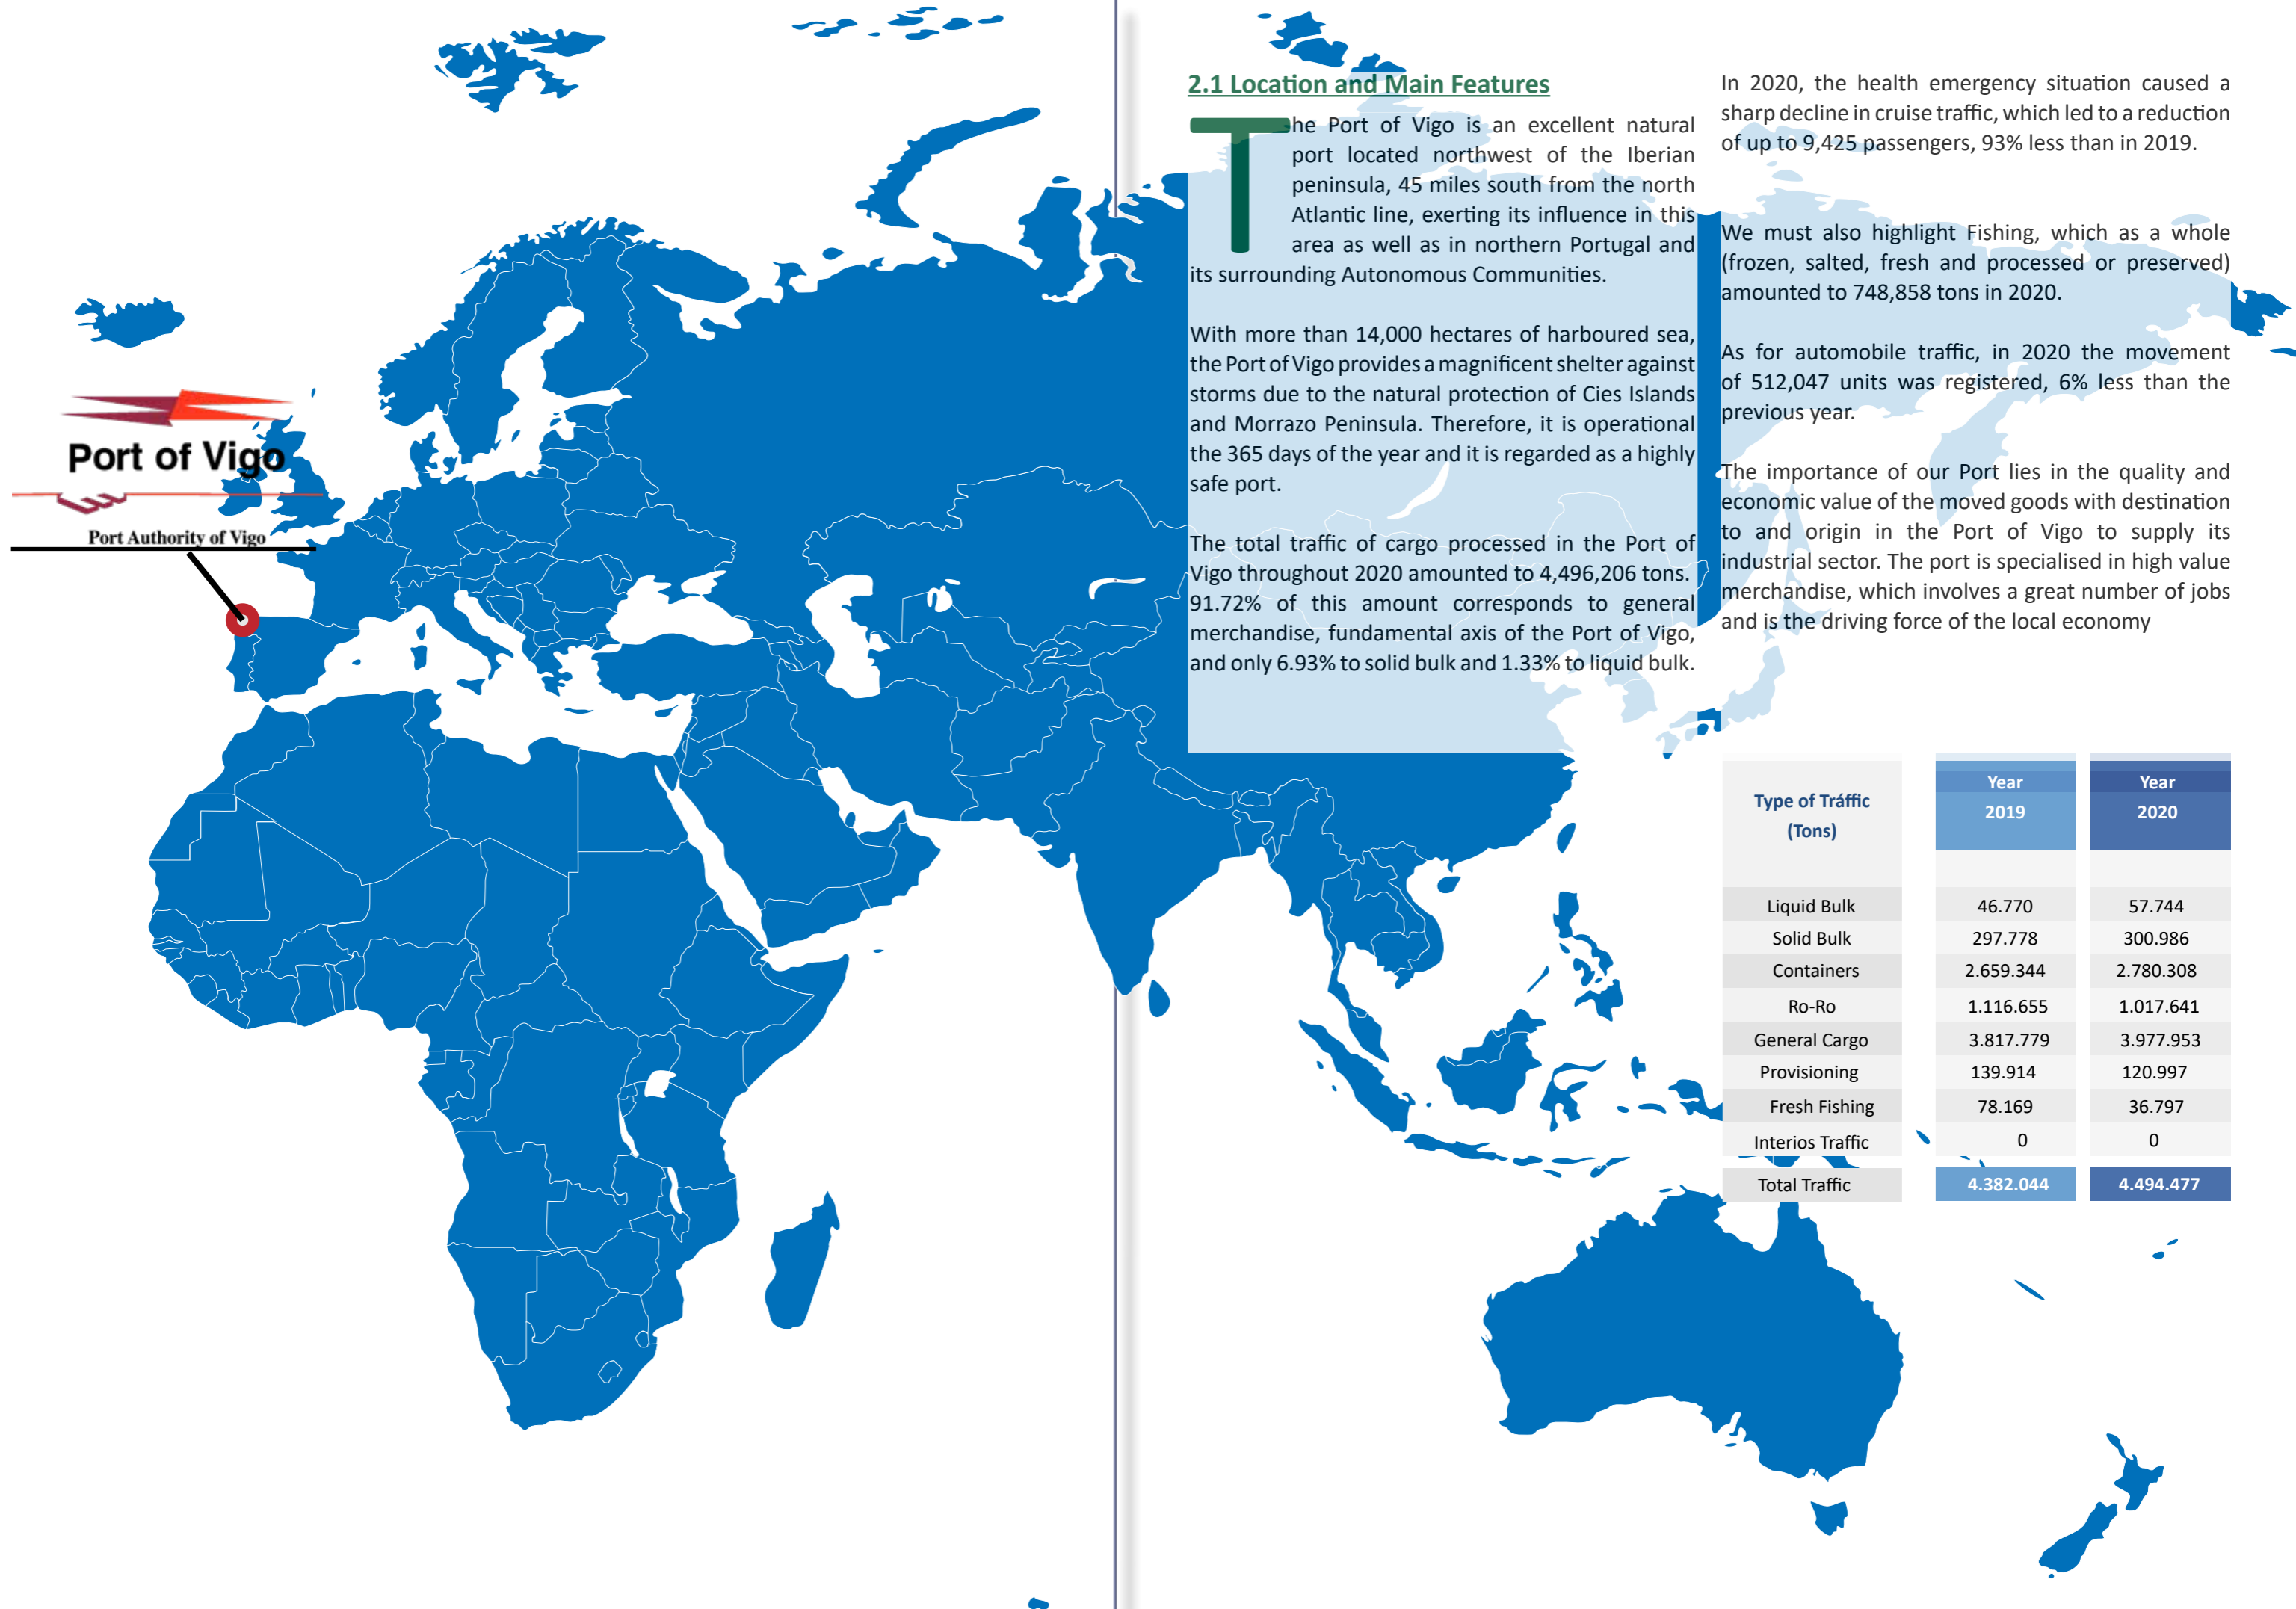 Port of Vigo
Port Authority of Vigo
2.1 Location and Main Features
The Port of Vigo is an excellent natural
port located northwest of the Iberian
peninsula, 45 miles south from the north
Atlantic line, exerting its influence in this
area as well as in northern Portugal and
its surrounding Autonomous Communities.
With more than 14,000 hectares of harboured sea,
the Port of Vigo provides a magnificent shelter against
storms due to the natural protection of Cies Islands
and Morrazo Peninsula. Therefore, it is operational
the 365 days of the year and it is regarded as a highly
safe port.
The total traffic of cargo processed in the Port of
Vigo throughout 2020 amounted to 4,496,206 tons.
91.72% of this amount corresponds to general
merchandise, fundamental axis of the Port of Vigo,
and only 6.93% to solid bulk and 1.33% to liquid bulk.
In 2020, the health emergency situation caused a
sharp decline in cruise traffic, which led to a reduction
of up to 9,425 passengers, 93% less than in 2019.
We must also highlight Fishing, which as a whole
(frozen, salted, fresh and processed or preserved)
amounted to 748,858 tons in 2020.
As for automobile traffic, in 2020 the movement
of 512,047 units was registered, 6% less than the
previous year.
The importance of our Port lies in the quality and
economic value of the moved goods with destination
to and origin in the Port of Vigo to supply its
industrial sector. The port is specialised in high value
merchandise, which involves a great number of jobs
and is the driving force of the local economy
Type of Tráffic (Tons) Year 2019 Year 2020
Liquid Bulk 46.770 57.744
Solid Bulk 297.778 300.986
Containers 2.659.344 2.780.308
Ro-Ro 1.116.655 1.017.641
General Cargo 3.817.779 3.977.953
Provisioning 139.914 120.997
Fresh Fishing 78.169 36.797
Interios Traffic 0 0
Total Traffic 4.382.044 4.494.477